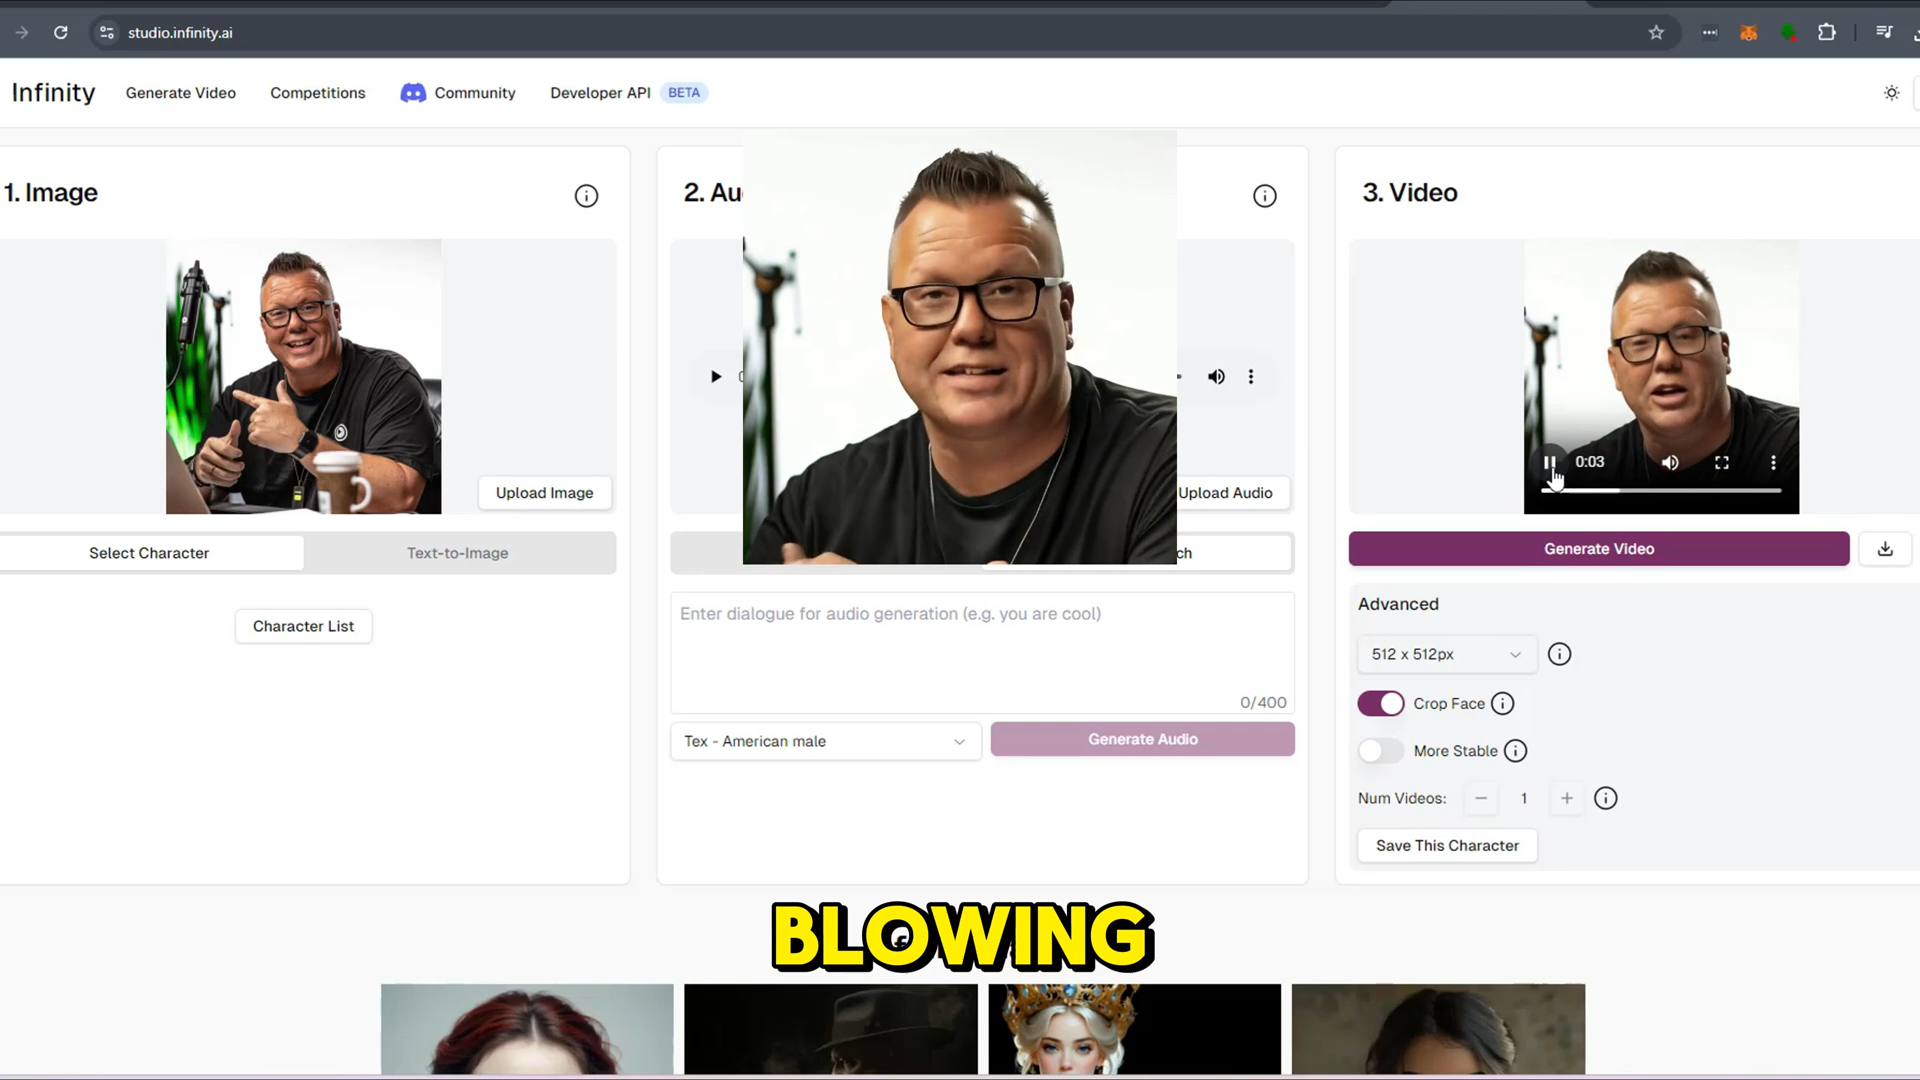 studio.infinity.ai
Infinity
Generate Video
Competitions
Community
Developer API
BETA
1. Image
Upload Image
Select Character
Text-to-Image
Character List
2. Au
Upload Audio
ch
Enter dialogue for audio generation (e.g. you are cool)
0/400
Tex - American male
Generate Audio
3. Video
0:03
Generate Video
Advanced
512 x 512px
Crop Face
More Stable
Num Videos:
1
Save This Character
BLOWING